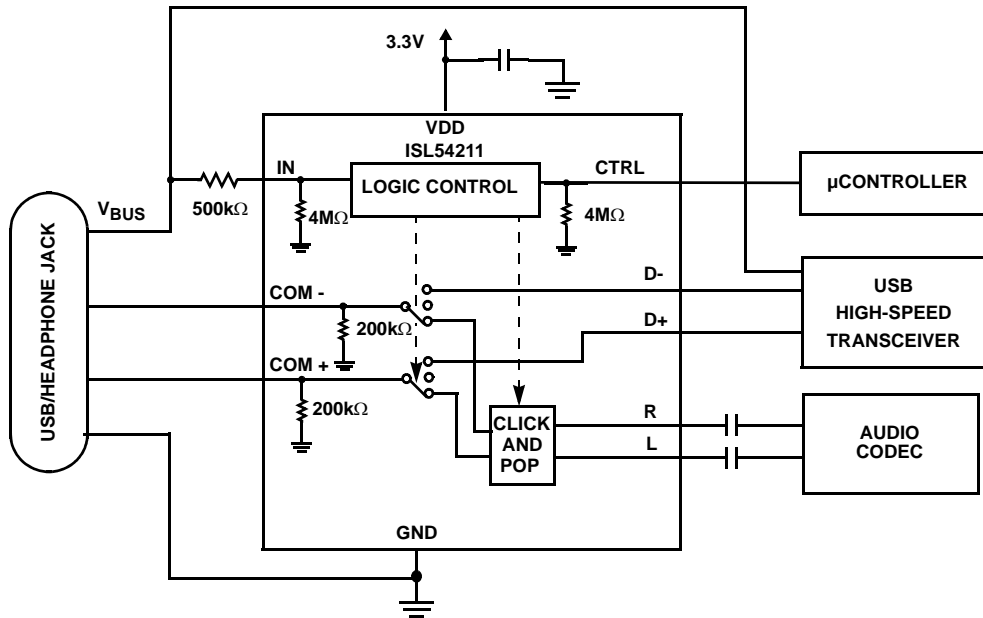 3.3V
VDD
ISL54211
IN
LOGIC CONTROL
CTRL
µCONTROLLER
500kΩ
4MΩ
4MΩ
VBUS
USB/HEADPHONE JACK
COM -
200kΩ
COM +
200kΩ
D-
D+
USB
HIGH-SPEED
TRANSCEIVER
CLICK
AND
POP
R
L
AUDIO
CODEC
GND